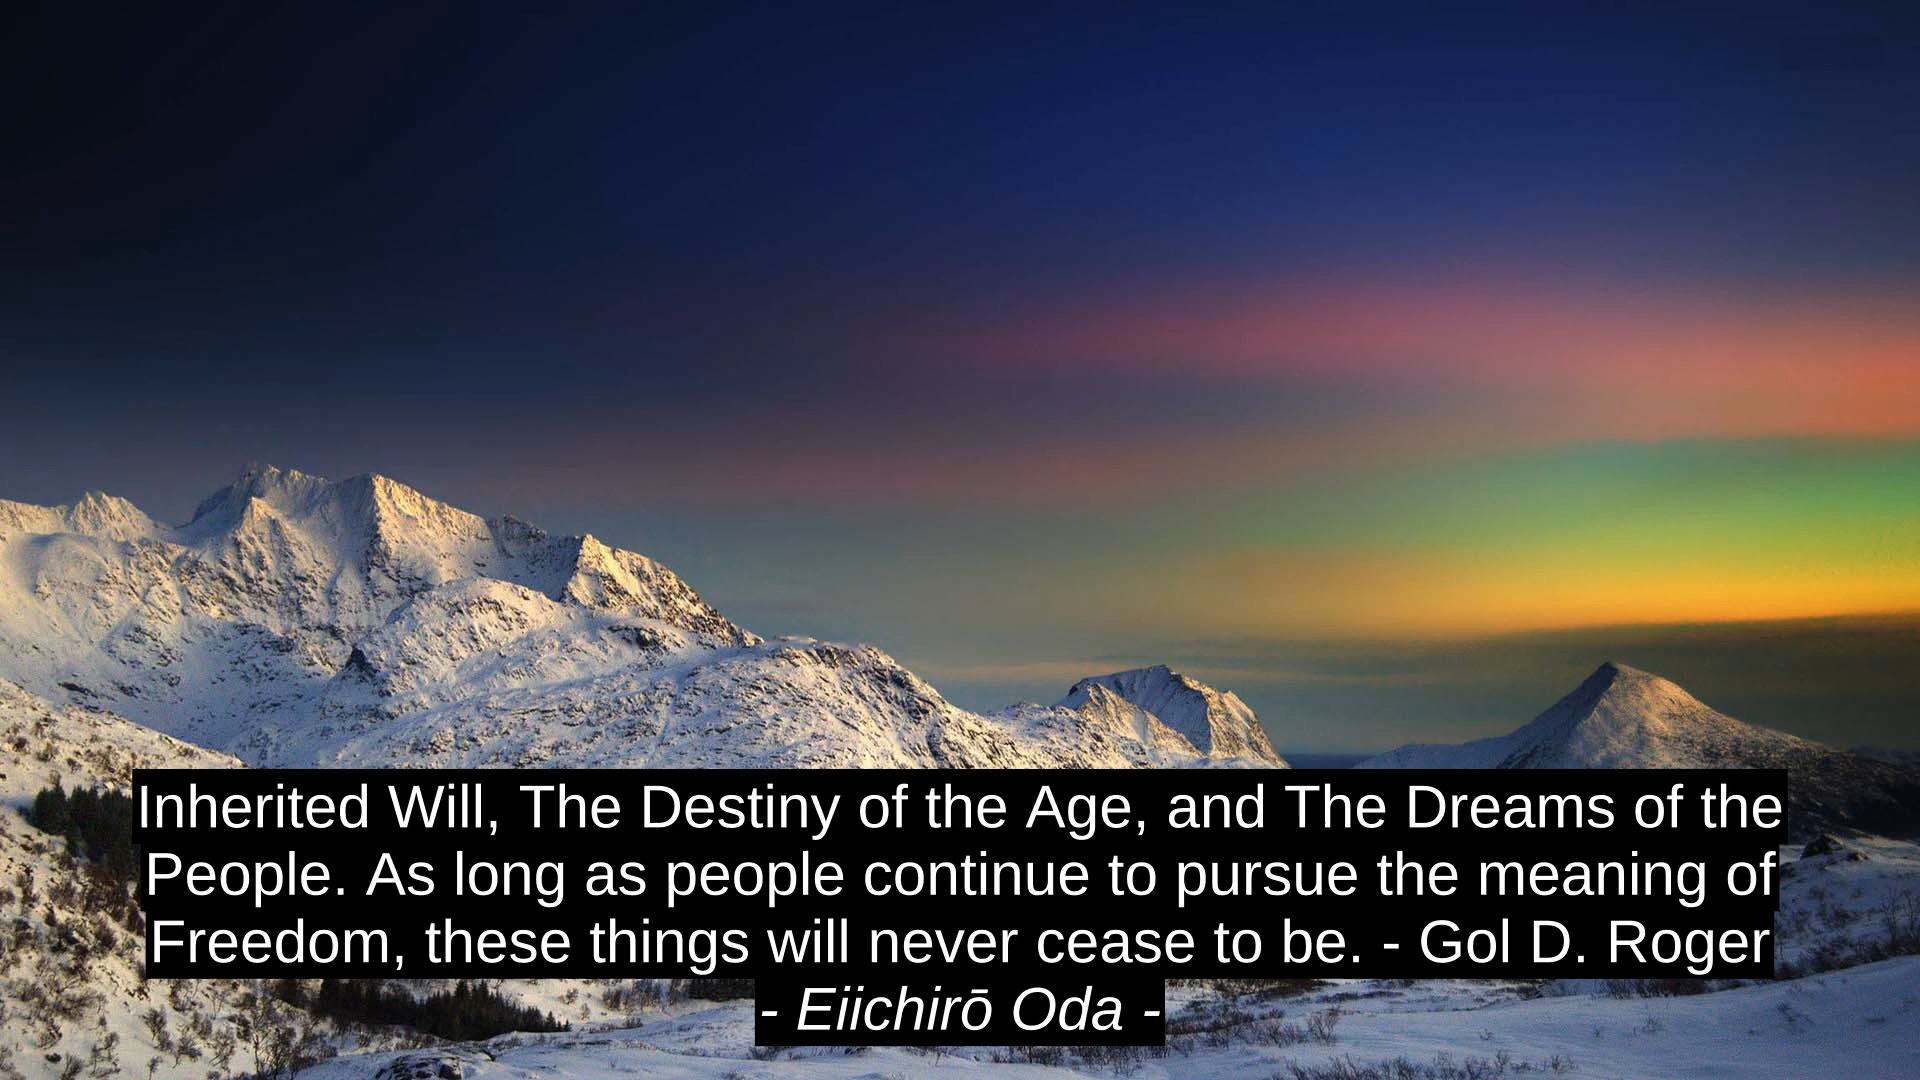 Inherited Will, The Destiny of the Age, and The Dreams of the
People. As long as people continue to pursue the meaning of
Freedom, these things will never cease to be. - Gol D. Roger
- Eiichirō Oda -